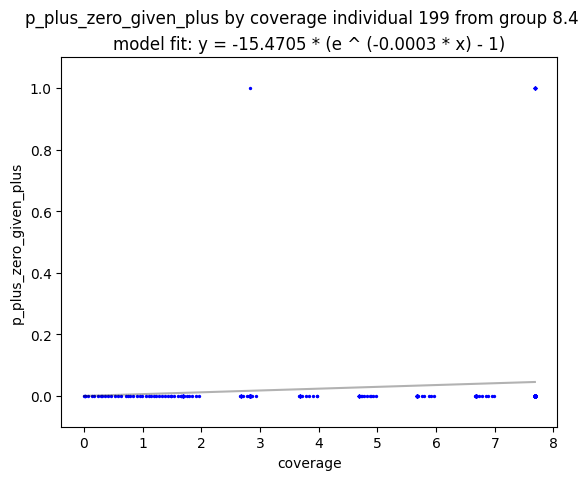 p_plus_zero_given_plus by coverage individual 199 from group 8.4
model fit: y = -15.4705 * (e ^ (-0.0003 * x) - 1)
1.0
0.8
0.6
0.4
0.2
0.0
p_plus_zero_given_plus
0 1 2 3 4 5 6 7 8
coverage